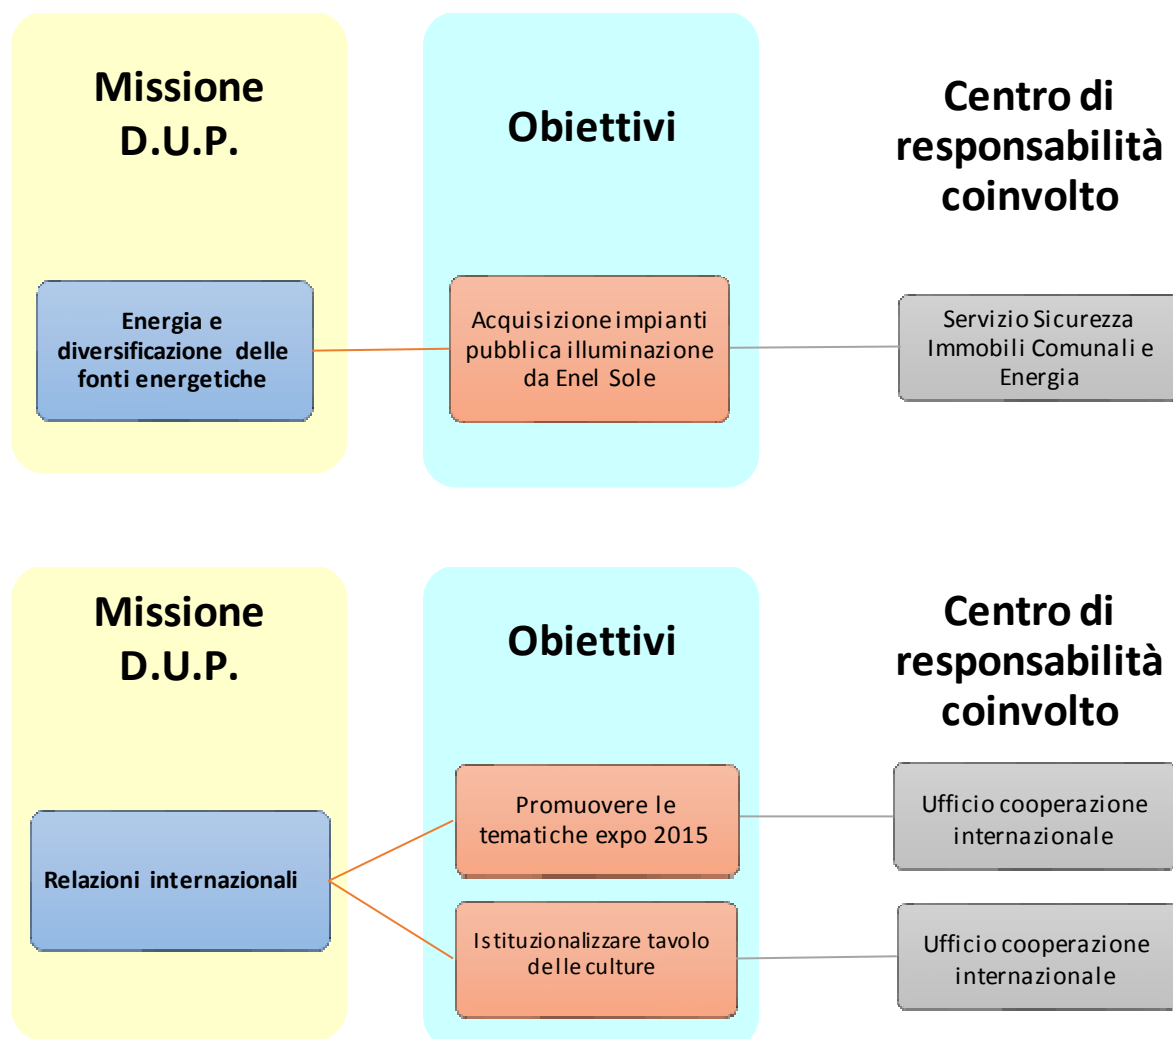 Missione
D.U.P.
Obiettivi
Centro di
responsabilità
coinvolto
Energia e
diversificazione delle
fonti energetiche
Acquisizione impianti
pubblica illuminazione
da Enel Sole
Servizio Sicurezza
Immobili Comunali e
Energia
Missione
D.U.P.
Obiettivi
Centro di
responsabilità
coinvolto
Relazioni internazionali
Promuovere le
tematiche expo 2015
Ufficio cooperazione
internazionale
Istituzionalizzare tavolo
delle culture
Ufficio cooperazione
internazionale